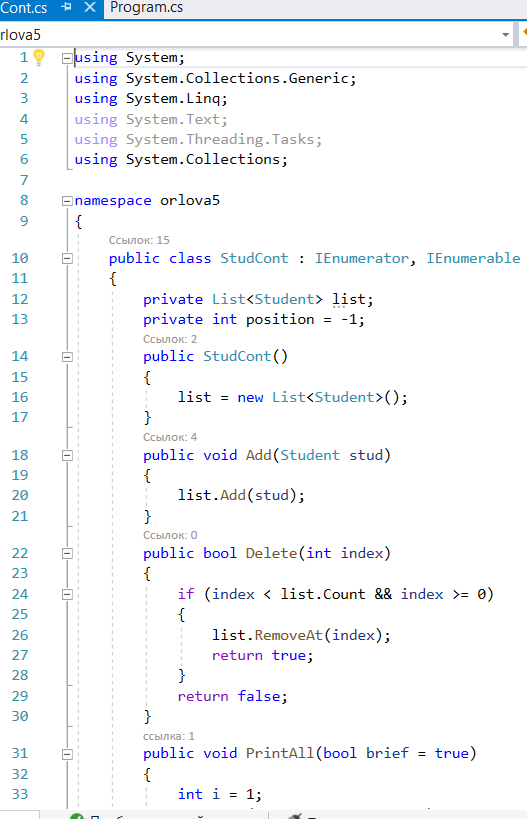 Cont.cs Program.cs
rlova5
1 using System;
2 using System.Collections.Generic;
3 using System.Linq;
4 using System.Text;
5 using System.Threading.Tasks;
6 using System.Collections;
7
8 namespace orlova5
9 {
Ссылок: 15
10 public class StudCont : IEnumerator, IEnumerable
11 {
12 private List<Student> list;
13 private int position = -1;
Ссылок: 2
14 public StudCont()
15 {
16 list = new List<Student>();
17 }
Ссылок: 4
18 public void Add(Student stud)
19 {
20 list.Add(stud);
21 }
Ссылок: 0
22 public bool Delete(int index)
23 {
24 if (index < list.Count && index >= 0)
25 {
26 list.RemoveAt(index);
27 return true;
28 }
29 return false;
30 }
ссылка: 1
31 public void PrintAll(bool brief = true)
32 {
33 int i = 1;